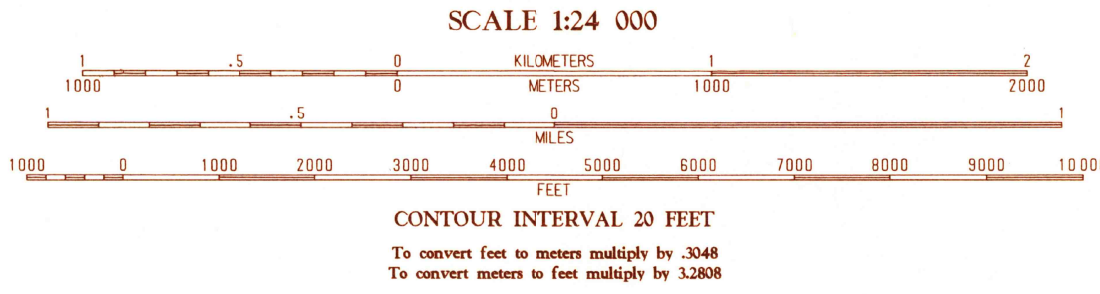 SCALE 1:24 000
1 .5 0 KILOMETERS 1 2
1000 0 METERS 1000 2000
1 .5 0 1
MILES
1000 0 1000 2000 3000 4000 5000 6000 7000 8000 9000 10000
FEET
CONTOUR INTERVAL 20 FEET
To convert feet to meters multiply by .3048
To convert meters to feet multiply by 3.2808